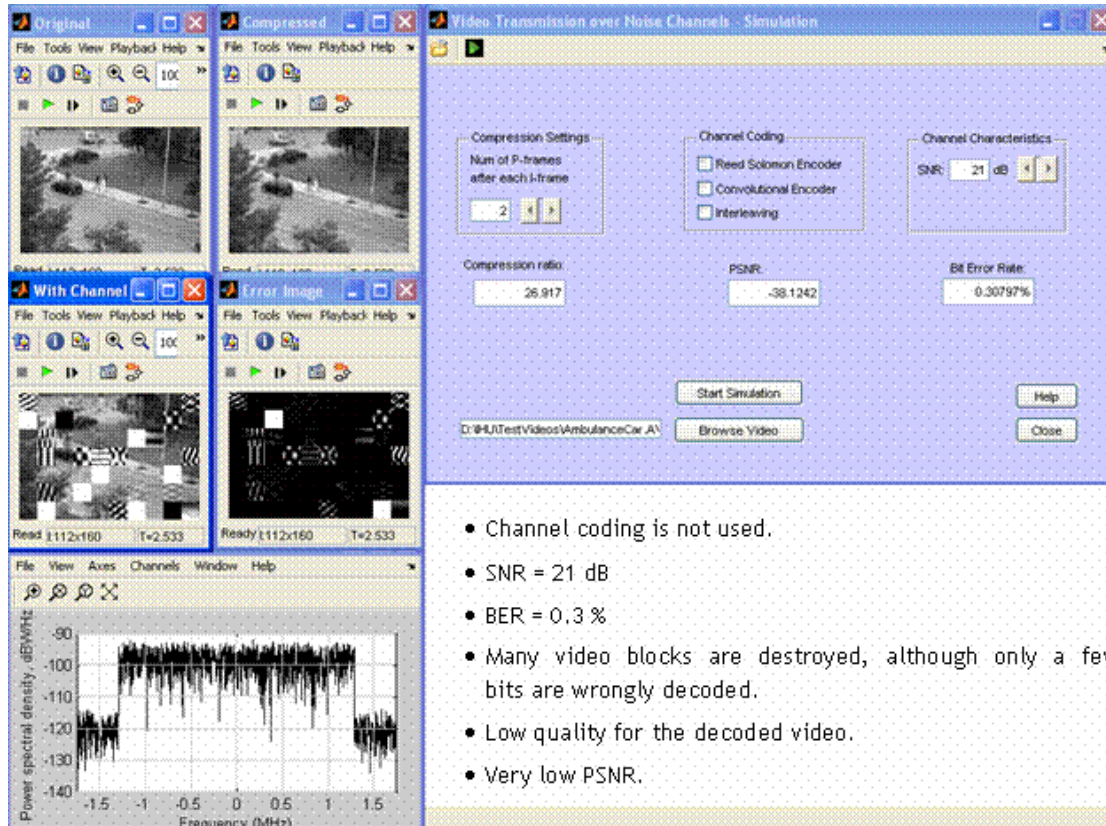 Original
File Tools View Playback Help
100
Compressed
File Tools View Playback Help
Video Transmission over Noise Channels - Simulation
Compression Settings
Num of P-frames
after each I-frame
2
Channel Coding
Reed Solomon Encoder
Convolutional Encoder
Interleaving
Channel Characteristics
SNR: 21 dB
Compression ratio:
26.917
PSNR:
-38.1242
Bit Error Rate:
0.30797%
Start Simulation
Browse Video
Help
Close
D:\IHU\TestVideos\AmbulanceCar.A
With Channel
File Tools View Playback Help
100
Read I:112x160 T=2.533
Error Image
File Tools View Playback Help
Ready I:112x160 T=2.533
File View Axes Channels Window Help
Power spectral density, dBW/Hz
-90
-100
-110
-120
-130
-140
-1.5 -1 -0.5 0 0.5 1 1.5
Frequency (MHz)
• Channel coding is not used.
• SNR = 21 dB
• BER = 0.3 %
• Many video blocks are destroyed, although only a few
bits are wrongly decoded.
• Low quality for the decoded video.
• Very low PSNR.